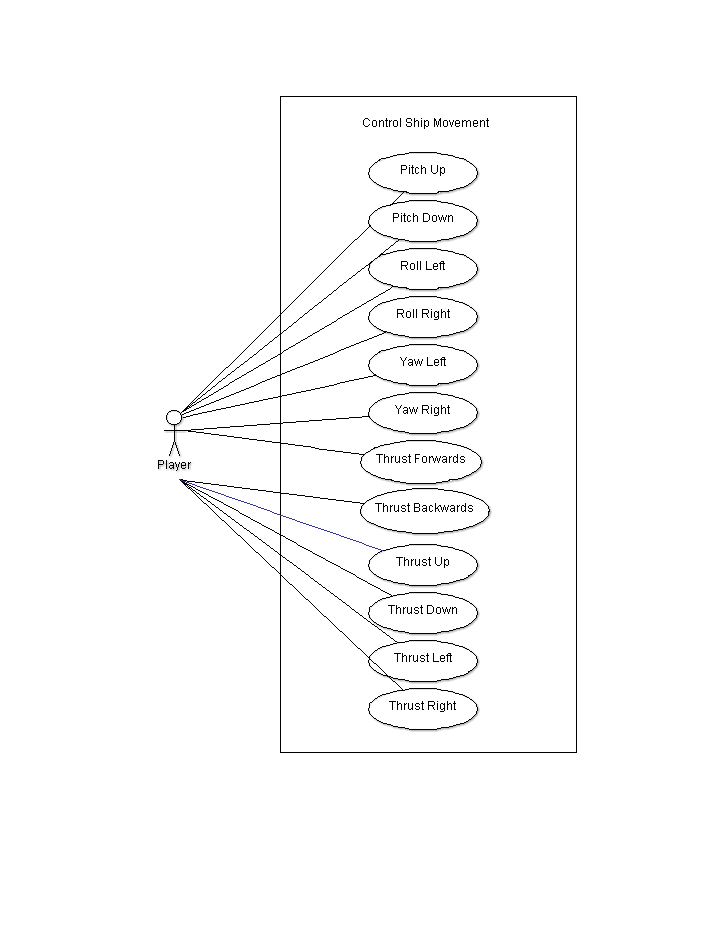 Control Ship Movement
Pitch Up
Pitch Down
Roll Left
Roll Right
Yaw Left
Yaw Right
Thrust Forwards
Player
Thrust Backwards
Thrust Up
Thrust Down
Thrust Left
Thrust Right